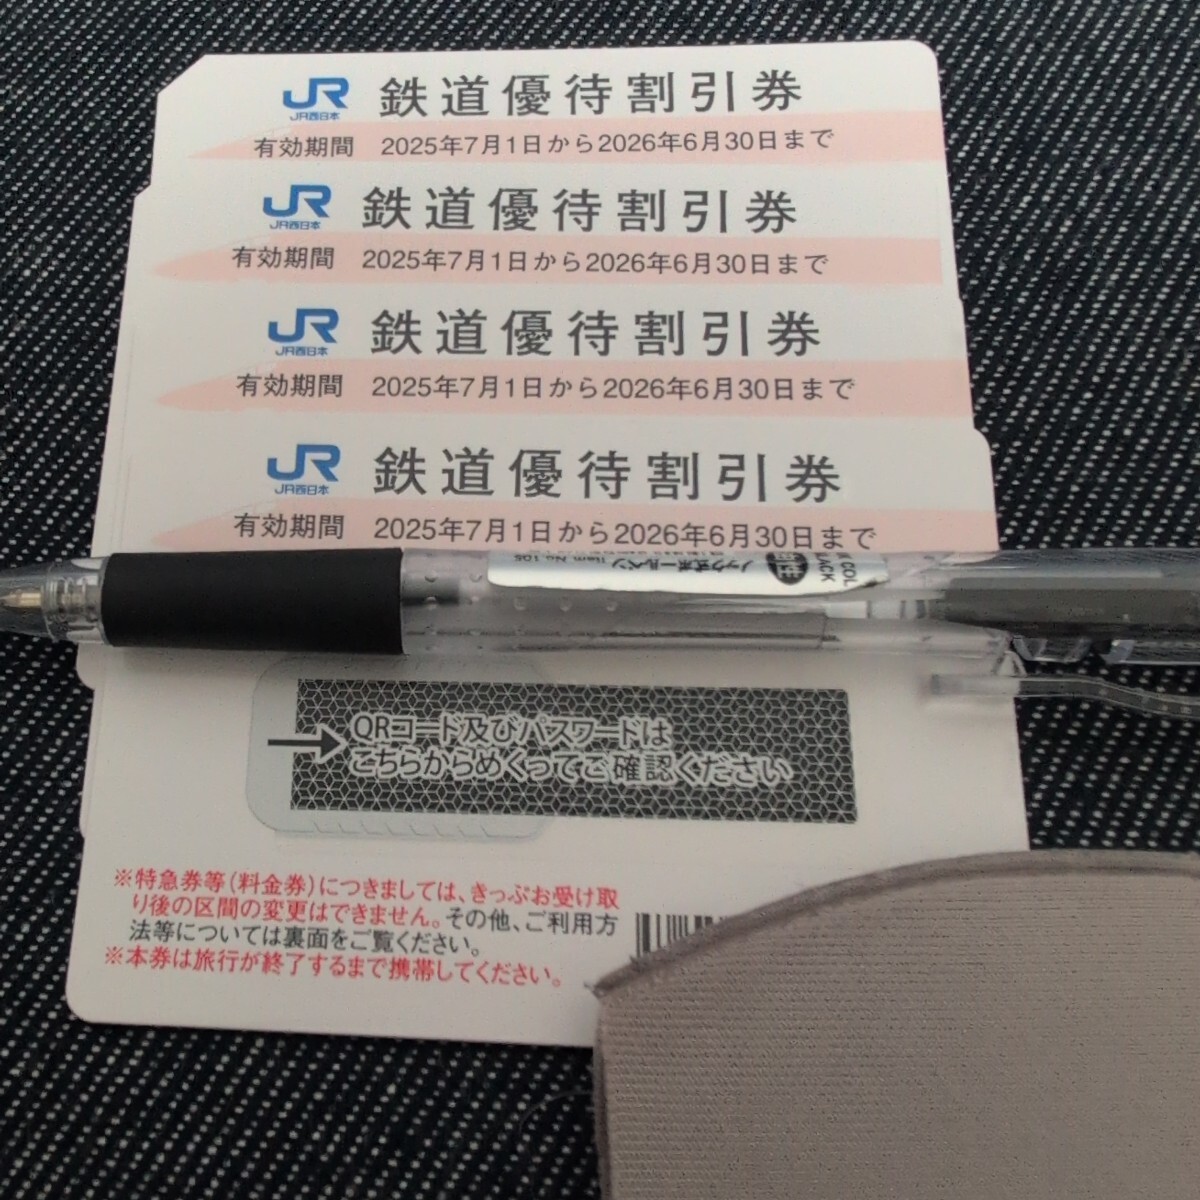 JR 鉄道優待割引券
JR西日本
有効期間 2025年7月1日から2026年6月30日まで
JR 鉄道優待割引券
JR西日本
有効期間 2025年7月1日から2026年6月30日まで
JR 鉄道優待割引券
JR西日本
有効期間 2025年7月1日から2026年6月30日まで
JR 鉄道優待割引券
JR西日本
有効期間 2025年7月1日から2026年6月30日まで
ノック式ボールペン Item No.105
QRコード及びパスワードは
こちらからめくってご確認ください
※特急券等(料金券)につきましては、きっぷお受け取
り後の区間の変更はできません。その他、ご利用方
法等については裏面をご覧ください。
※本券は旅行が終了するまで携帯してください。